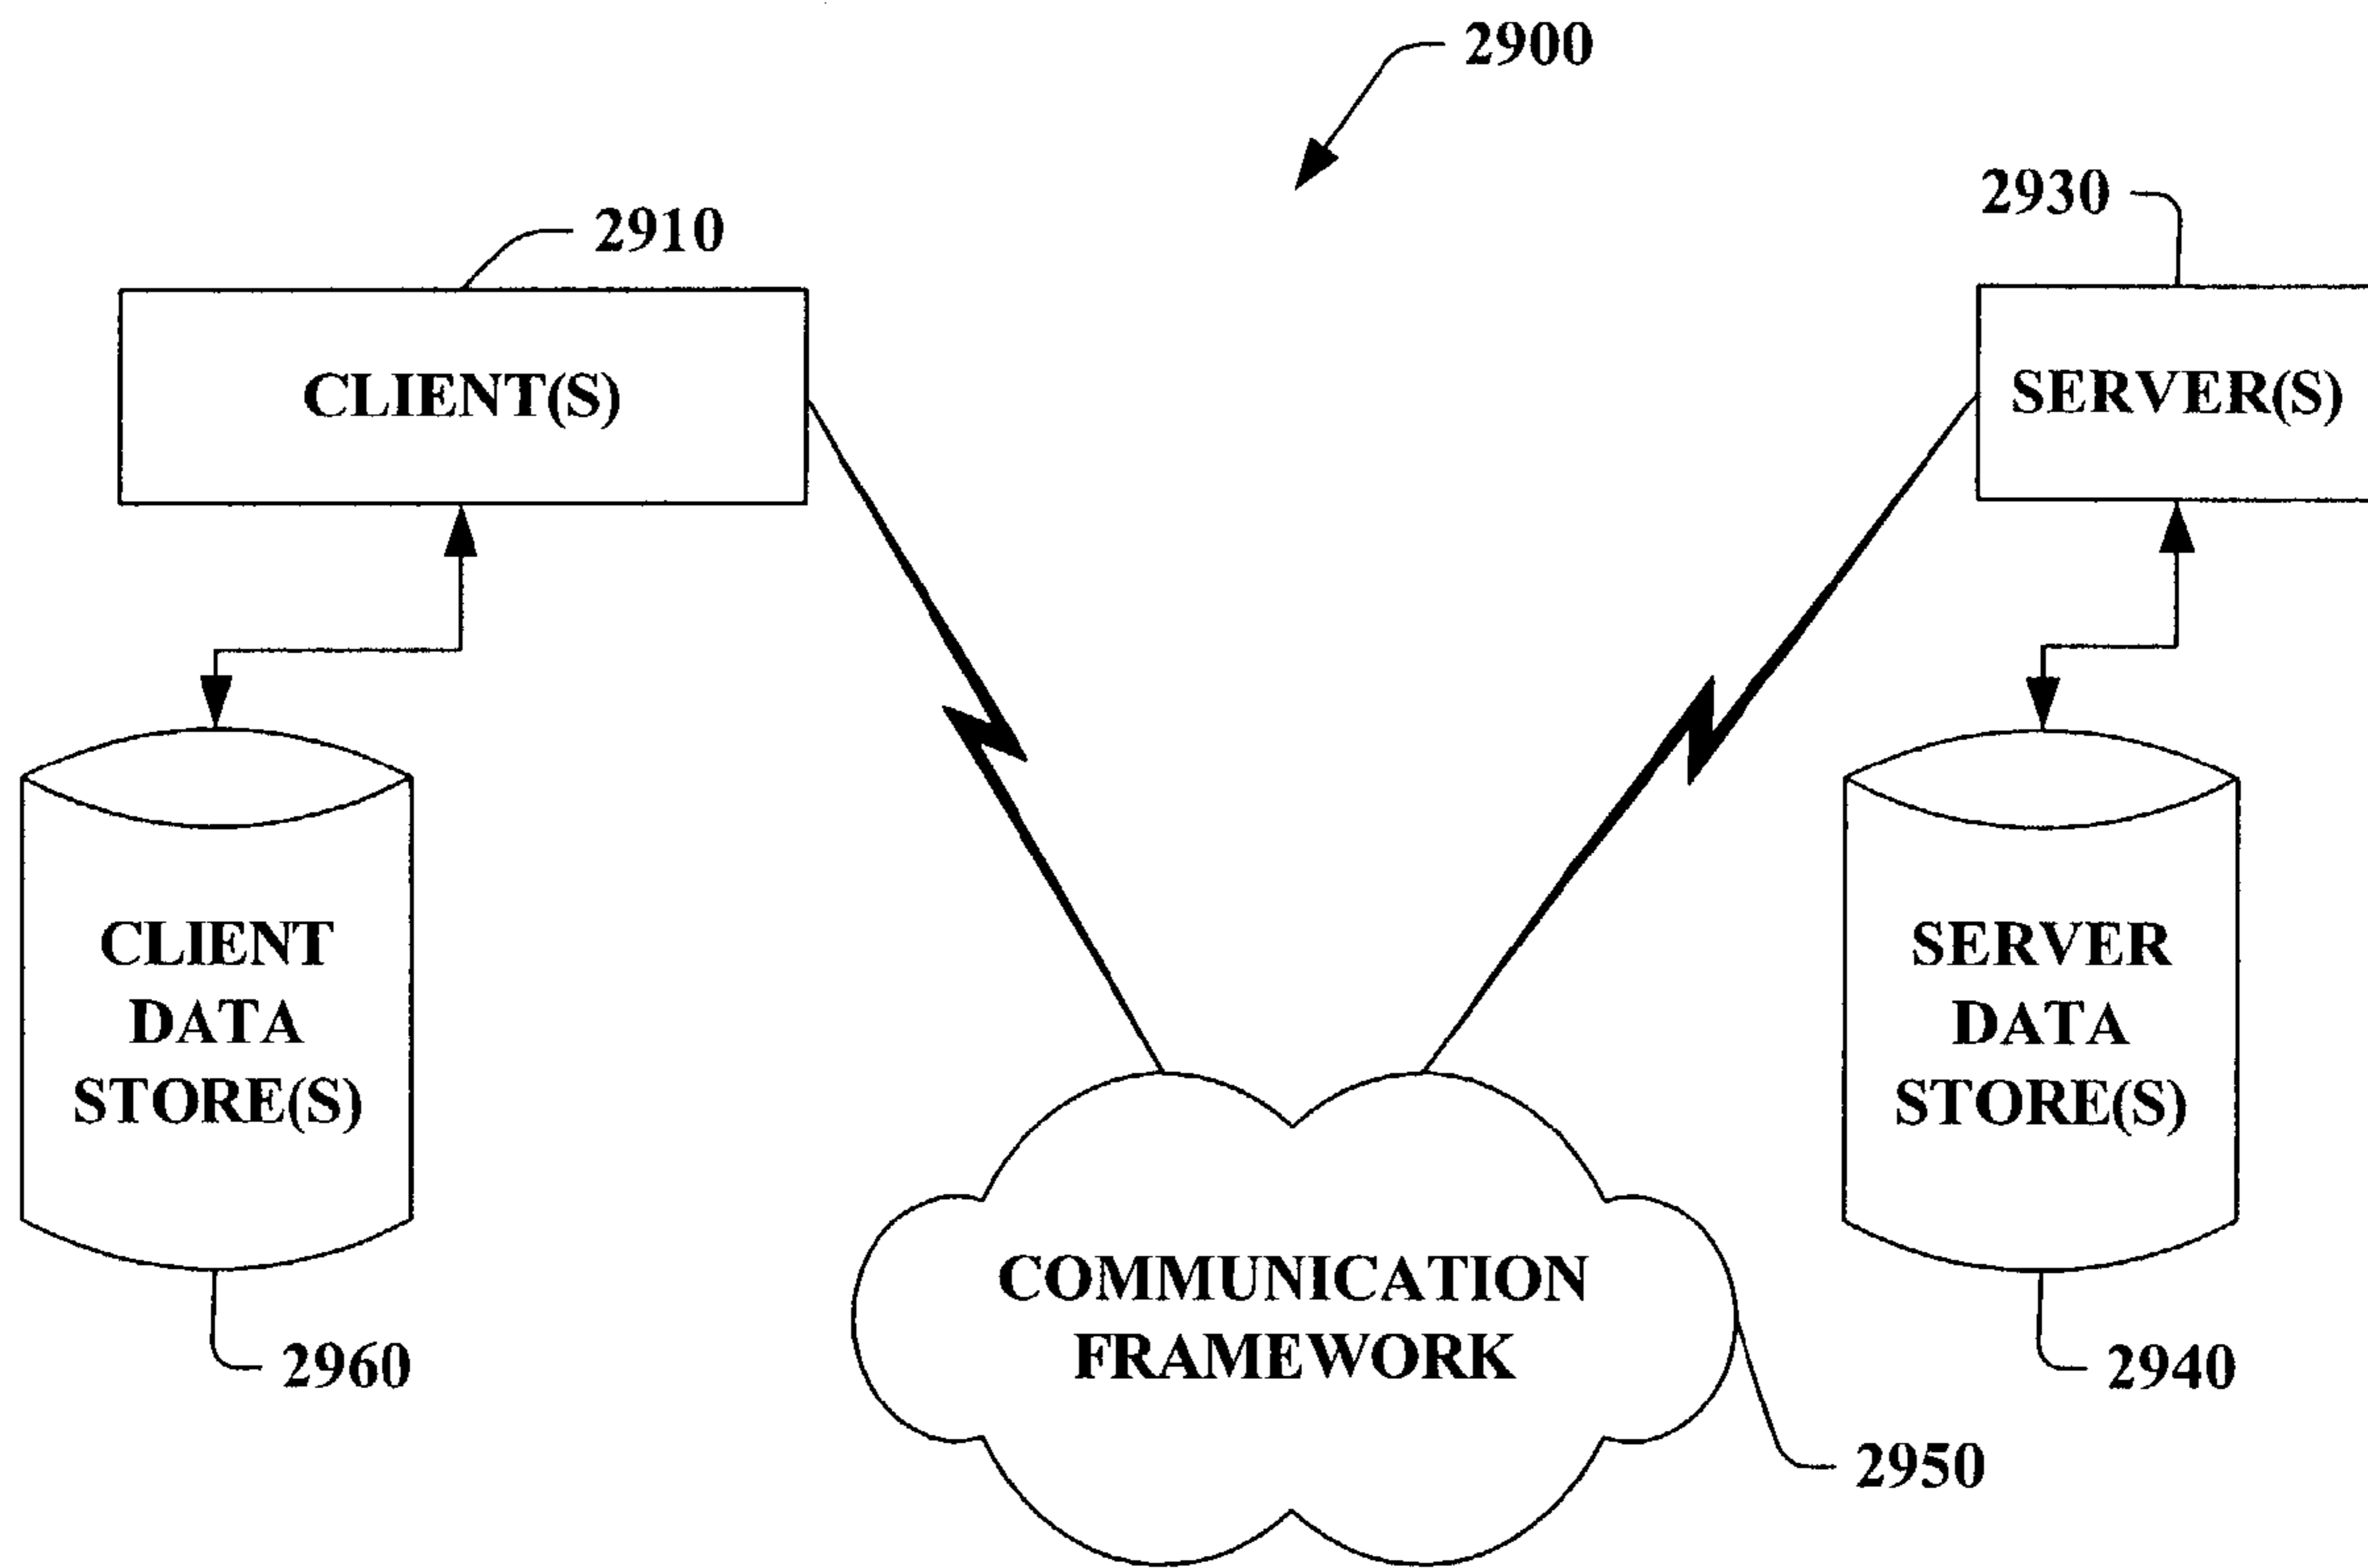 2900
2910
2930
CLIENT(S)
SERVER(S)
CLIENT
DATA
STORE(S)
SERVER
DATA
STORE(S)
COMMUNICATION
FRAMEWORK
2960
2940
2950